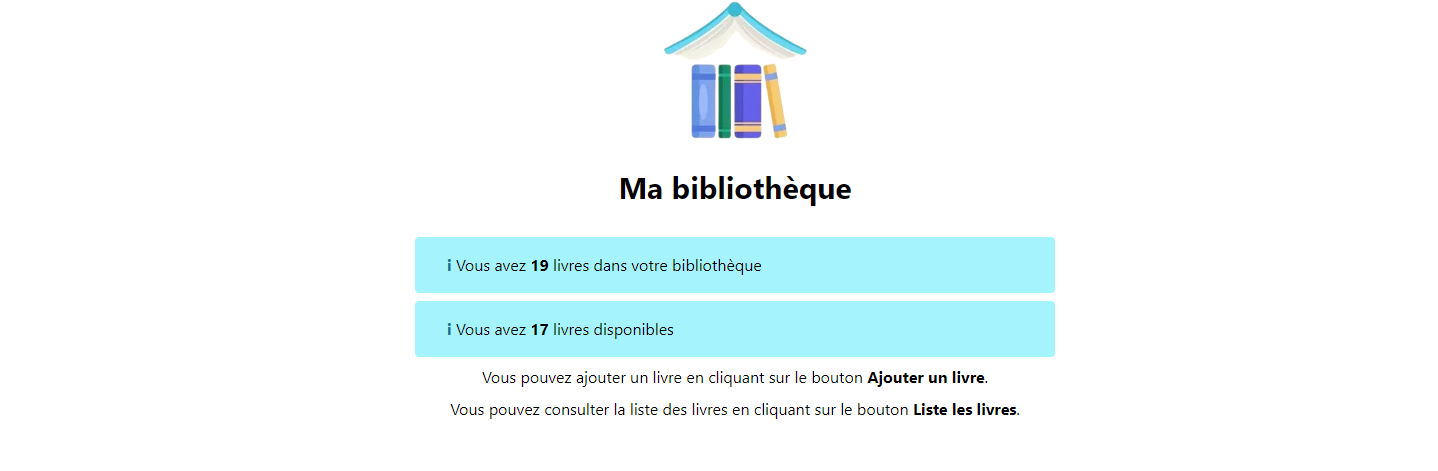 Ma bibliothèque
i Vous avez 19 livres dans votre bibliothèque
i Vous avez 17 livres disponibles
Vous pouvez ajouter un livre en cliquant sur le bouton Ajouter un livre.
Vous pouvez consulter la liste des livres en cliquant sur le bouton Liste les livres.